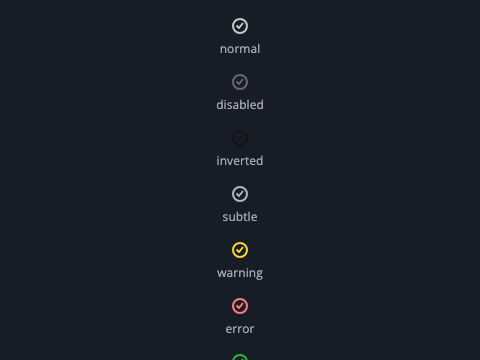 normal
disabled
inverted
subtle
warning
error